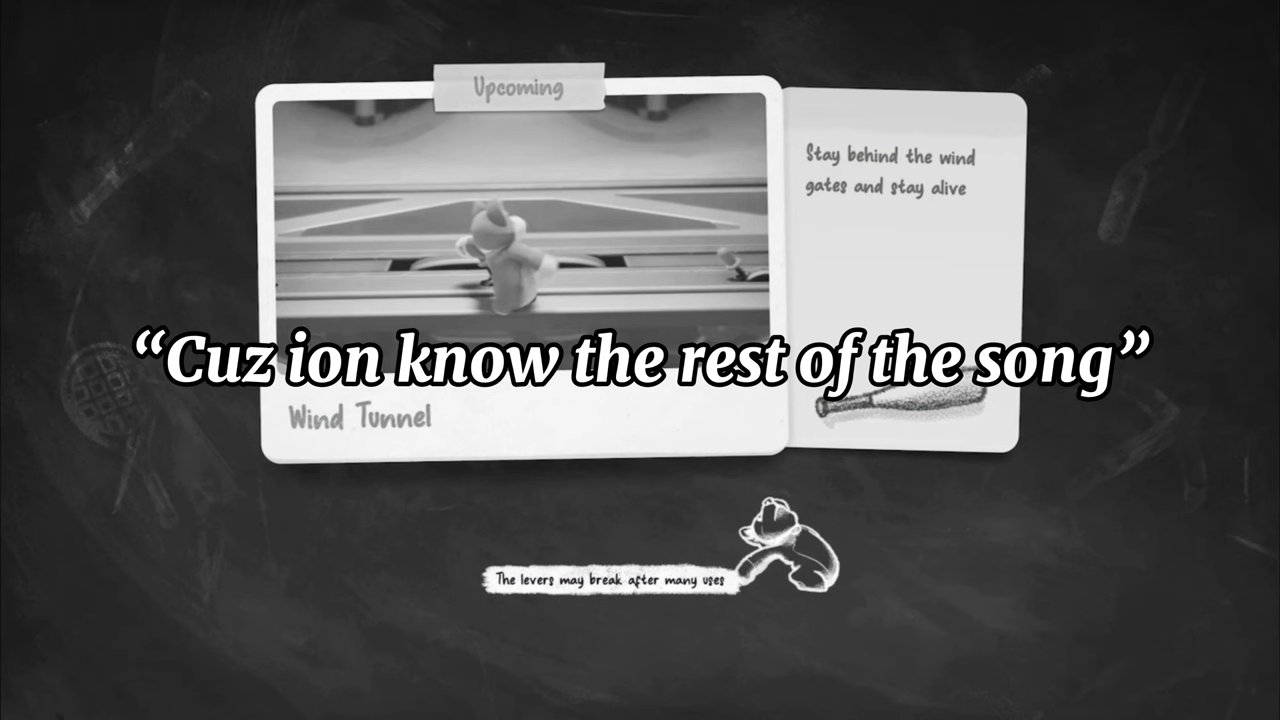 Upcoming
Stay behind the wind
gates and stay alive
“Cuz ion know the rest of the song”
Wind Tunnel
The levers may break after many uses